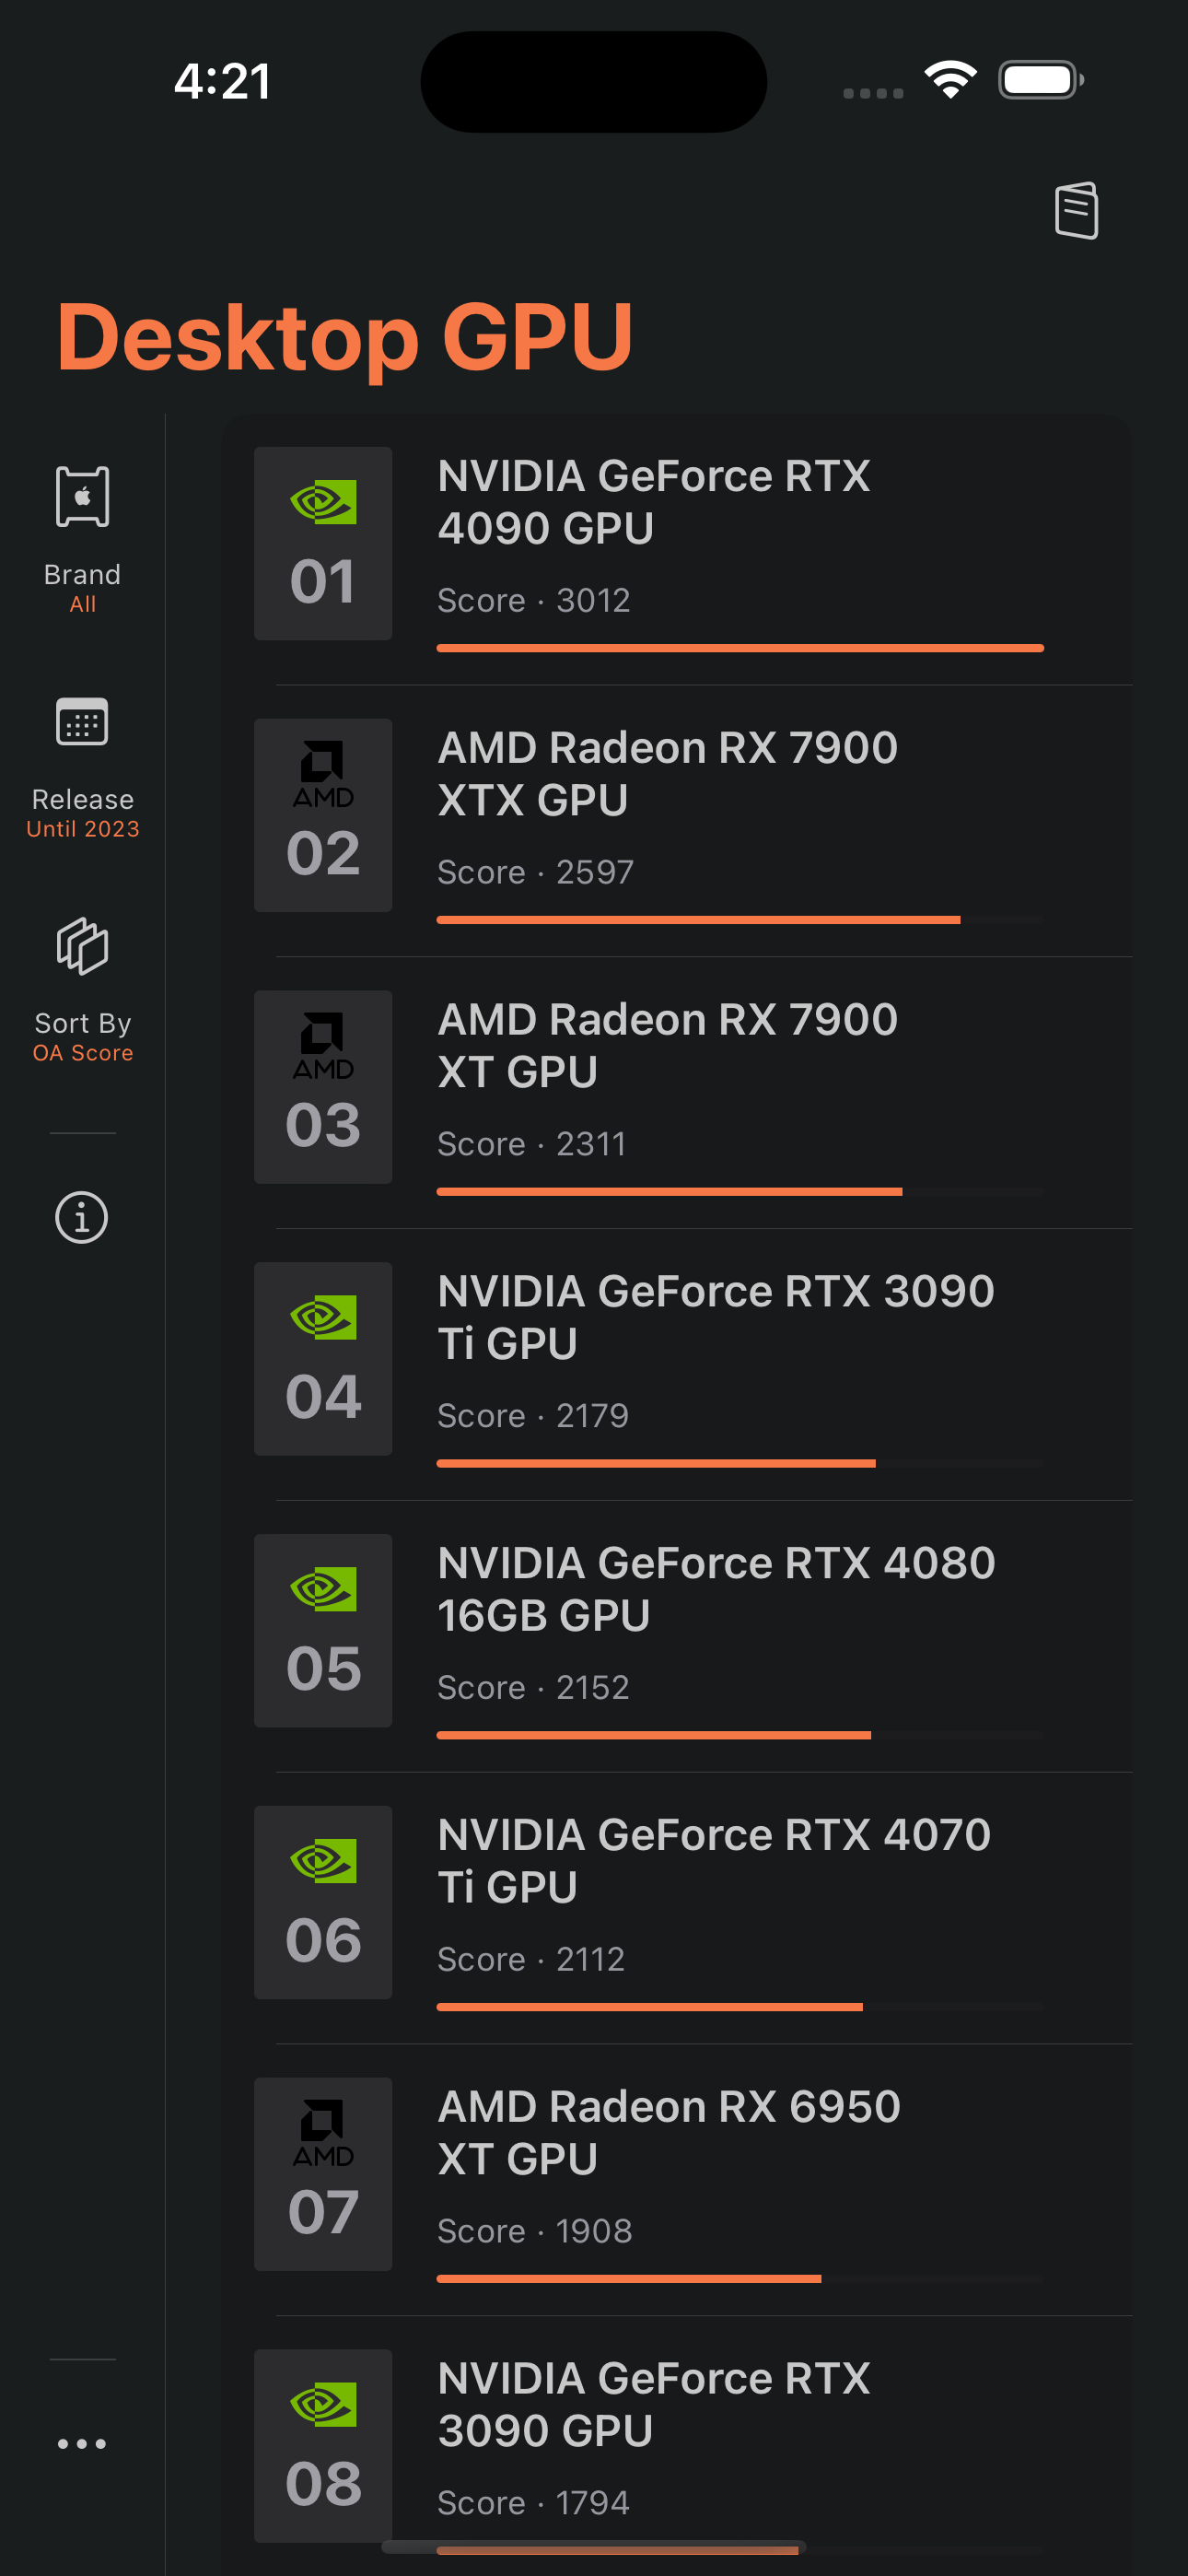 4:21
Desktop GPU
Brand
All
Release
Until 2023
Sort By
OA Score
01
NVIDIA GeForce RTX
4090 GPU
Score · 3012
AMD
02
AMD Radeon RX 7900
XTX GPU
Score · 2597
AMD
03
AMD Radeon RX 7900
XT GPU
Score · 2311
04
NVIDIA GeForce RTX 3090
Ti GPU
Score · 2179
05
NVIDIA GeForce RTX 4080
16GB GPU
Score · 2152
06
NVIDIA GeForce RTX 4070
Ti GPU
Score · 2112
AMD
07
AMD Radeon RX 6950
XT GPU
Score · 1908
08
NVIDIA GeForce RTX
3090 GPU
Score · 1794